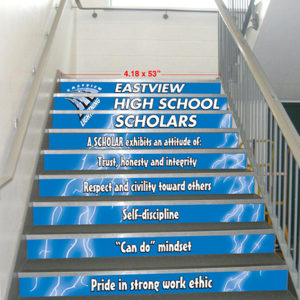 4.18 x 53"
EASTVIEW
EASTVIEW
HIGH SCHOOL
SCHOLARS
A SCHOLAR exhibits an attitude of:
Trust, honesty and integrity
Respect and civility toward others
Self-discipline
“Can do” mindset
Pride in strong work ethic